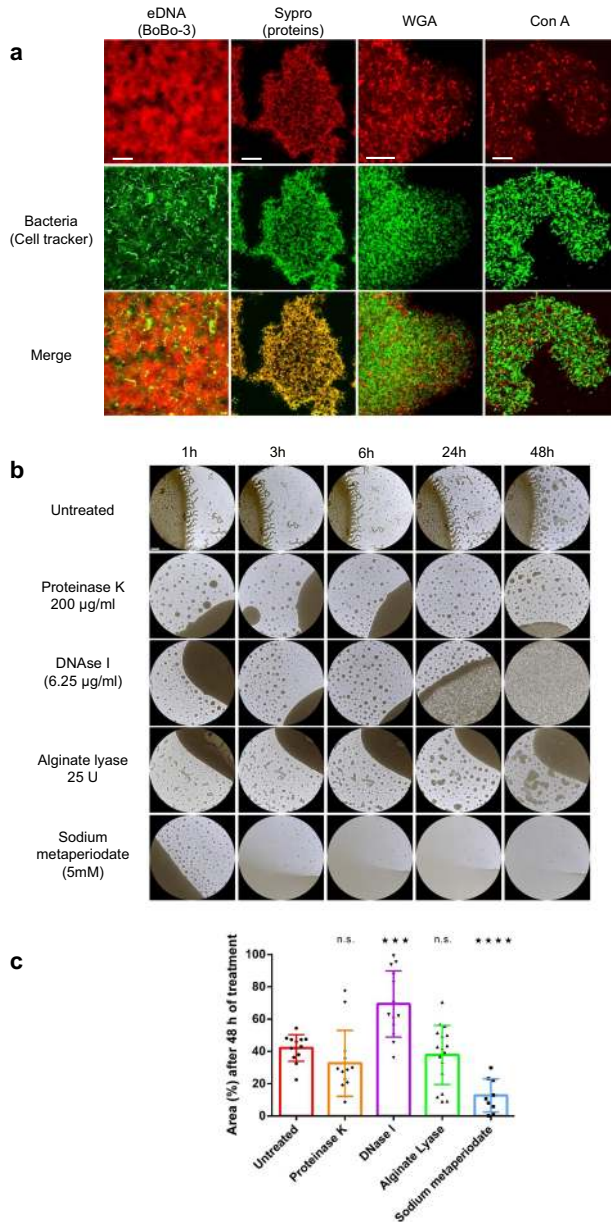 eDNA
(BoBo-3)
Sypro
(proteins)
WGA
Con A
a
Bacteria
(Cell tracker)
Merge
1h
3h
6h
24h
48h
b
Untreated
Proteinase K
200 µg/ml
DNAse I
(6.25 µg/ml)
Alginate lyase
25 U
Sodium
metaperiodate
(5mM)
c
n.s.
★★★
n.s.
★★★★
Area (%) after 48 h of treatment
100
80
60
40
20
0
Untreated
Proteinase K
DNase I
Alginate Lyase
Sodium metaperiodate